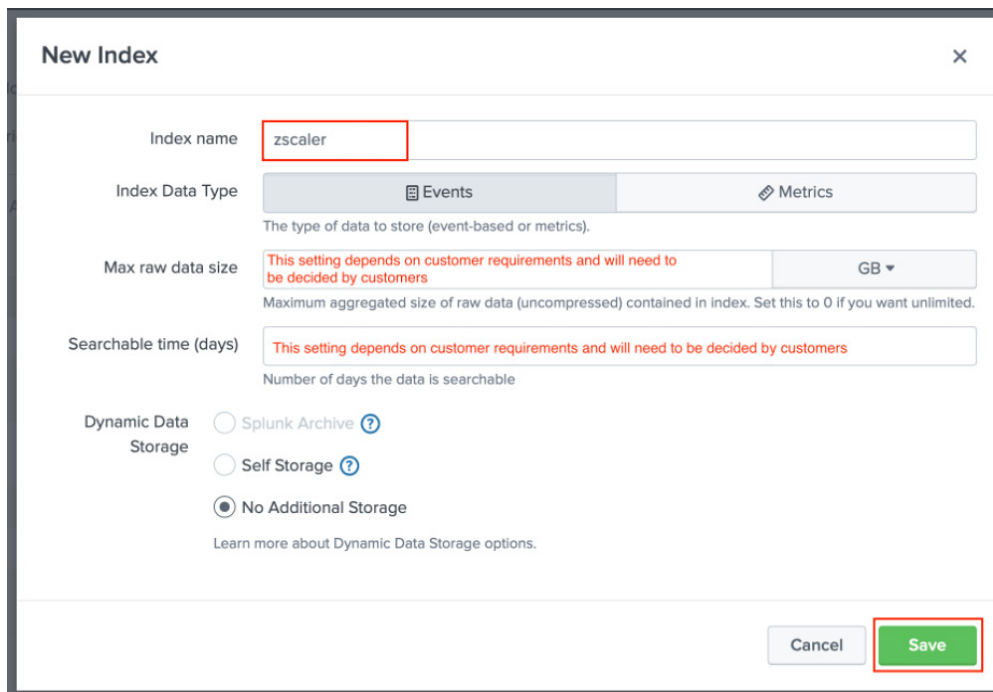 New Index
Index name
zscaler
Index Data Type
Events
Metrics
The type of data to store (event-based or metrics).
Max raw data size
This setting depends on customer requirements and will need to
be decided by customers
GB
Maximum aggregated size of raw data (uncompressed) contained in index. Set this to 0 if you want unlimited.
Searchable time (days)
This setting depends on customer requirements and will need to be decided by customers
Number of days the data is searchable
Dynamic Data
Storage
Splunk Archive ?
Self Storage ?
No Additional Storage
Learn more about Dynamic Data Storage options.
Cancel
Save